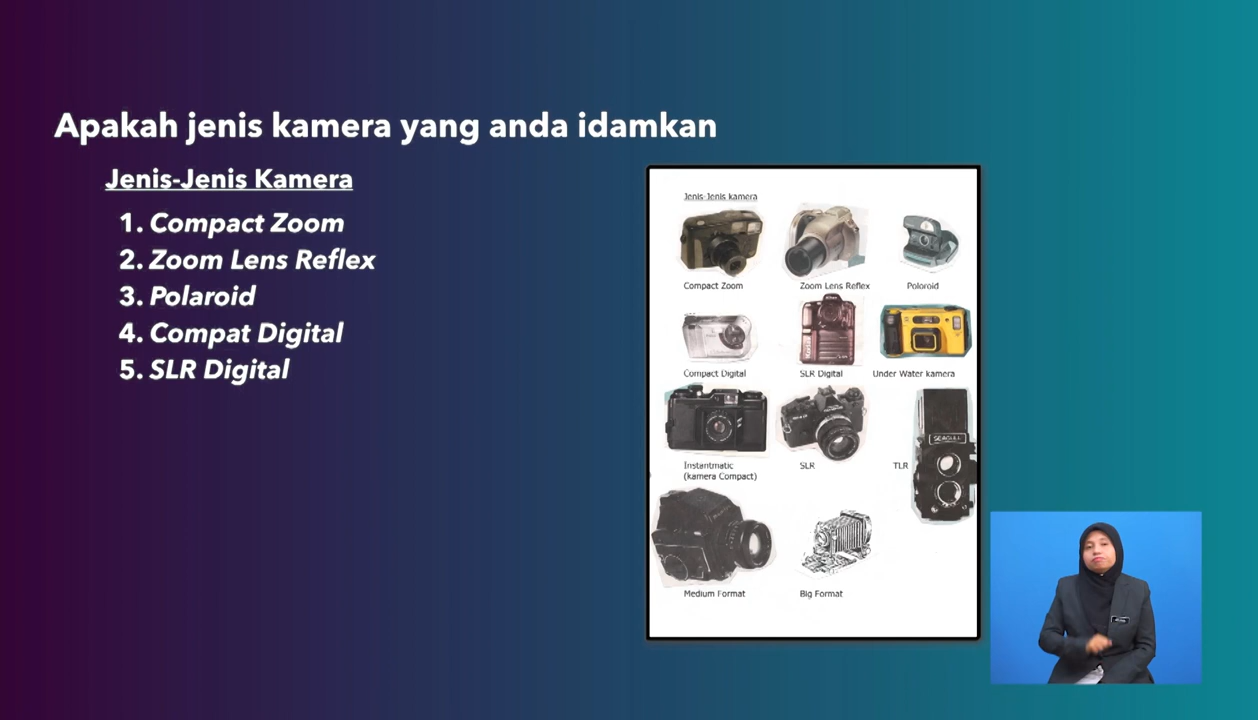 Apakah jenis kamera yang anda idamkan
Jenis-Jenis Kamera
1. Compact Zoom
2. Zoom Lens Reflex
3. Polaroid
4. Compat Digital
5. SLR Digital
Jenis-Jenis kamera
Compact Zoom
Zoom Lens Reflex
Poloroid
Compact Digital
SLR Digital
Under Water kamera
Instantmatic
(kamera Compact)
SLR
TLR
SEAGULL
Medium Format
Big Format